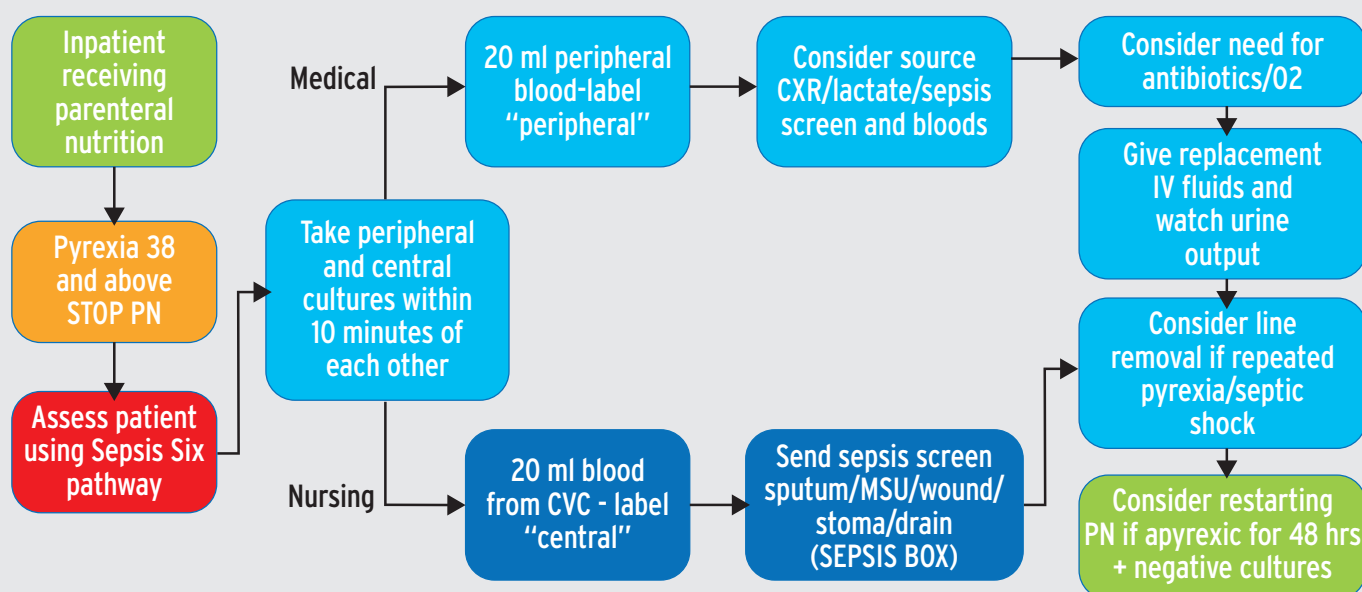 Inpatient
receiving
parenteral
nutrition
Pyrexia 38
and above
STOP PN
Assess patient
using Sepsis Six
pathway
Take peripheral
and central
cultures within
10 minutes of
each other
Medical
20 ml peripheral
blood-label
“peripheral”
Consider source
CXR/lactate/sepsis
screen and bloods
Consider need for
antibiotics/O2
Give replacement
IV fluids and
watch urine
output
Nursing
20 ml blood
from CVC - label
“central”
Send sepsis screen
sputum/MSU/wound/
stoma/drain
(SEPSIS BOX)
Consider line
removal if repeated
pyrexia/septic
shock
Consider restarting
PN if apyrexic for 48 hrs
+ negative cultures